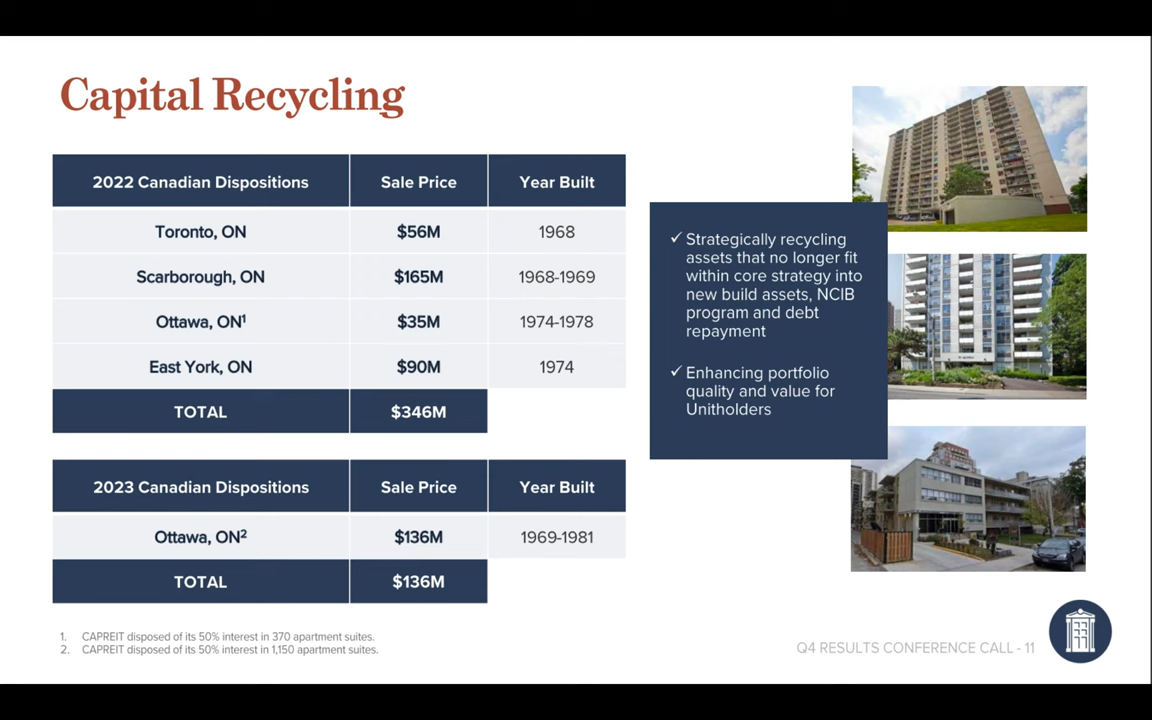 Capital Recycling
2022 Canadian Dispositions Sale Price Year Built
Toronto, ON $56M 1968
Scarborough, ON $165M 1968-1969
Ottawa, ON¹ $35M 1974-1978
East York, ON $90M 1974
TOTAL $346M
2023 Canadian Dispositions Sale Price Year Built
Ottawa, ON² $136M 1969-1981
TOTAL $136M
✓ Strategically recycling
assets that no longer fit
within core strategy into
new build assets, NCIB
program and debt
repayment
✓ Enhancing portfolio
quality and value for
Unitholders
1. CAPREIT disposed of its 50% interest in 370 apartment suites.
2. CAPREIT disposed of its 50% interest in 1,150 apartment suites.
Q4 RESULTS CONFERENCE CALL - 11